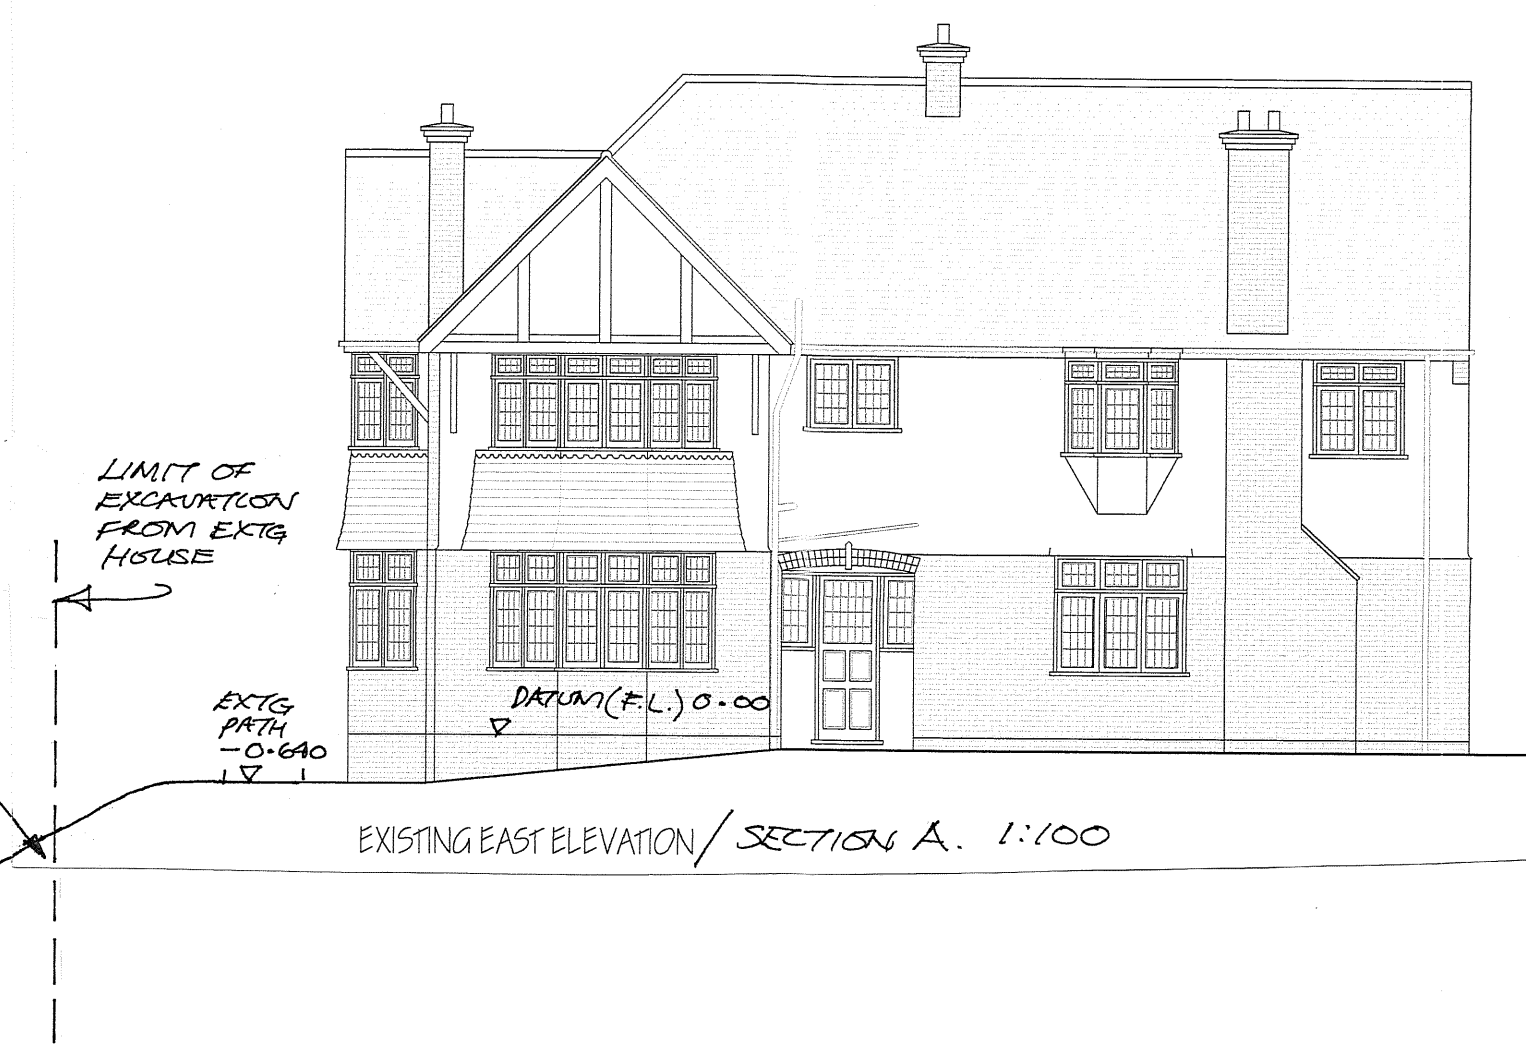 LIMIT OF
EXCAVATION
FROM EXTG
HOUSE
EXTG
PATH
-0.640
DATUM (F.L.) 0.00
EXISTING EAST ELEVATION / SECTION A. 1:100